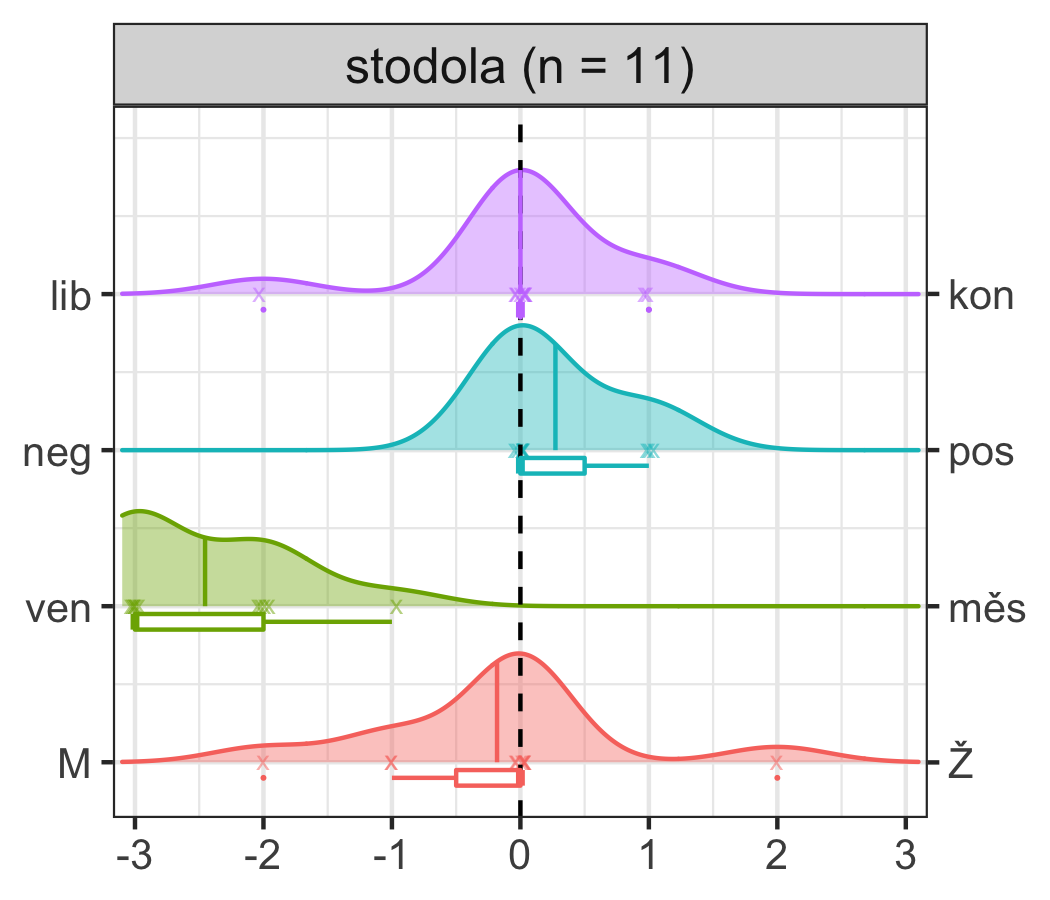 stodola (n = 11)
lib kon
neg pos
ven měs
M Ž
-3 -2 -1 0 1 2 3